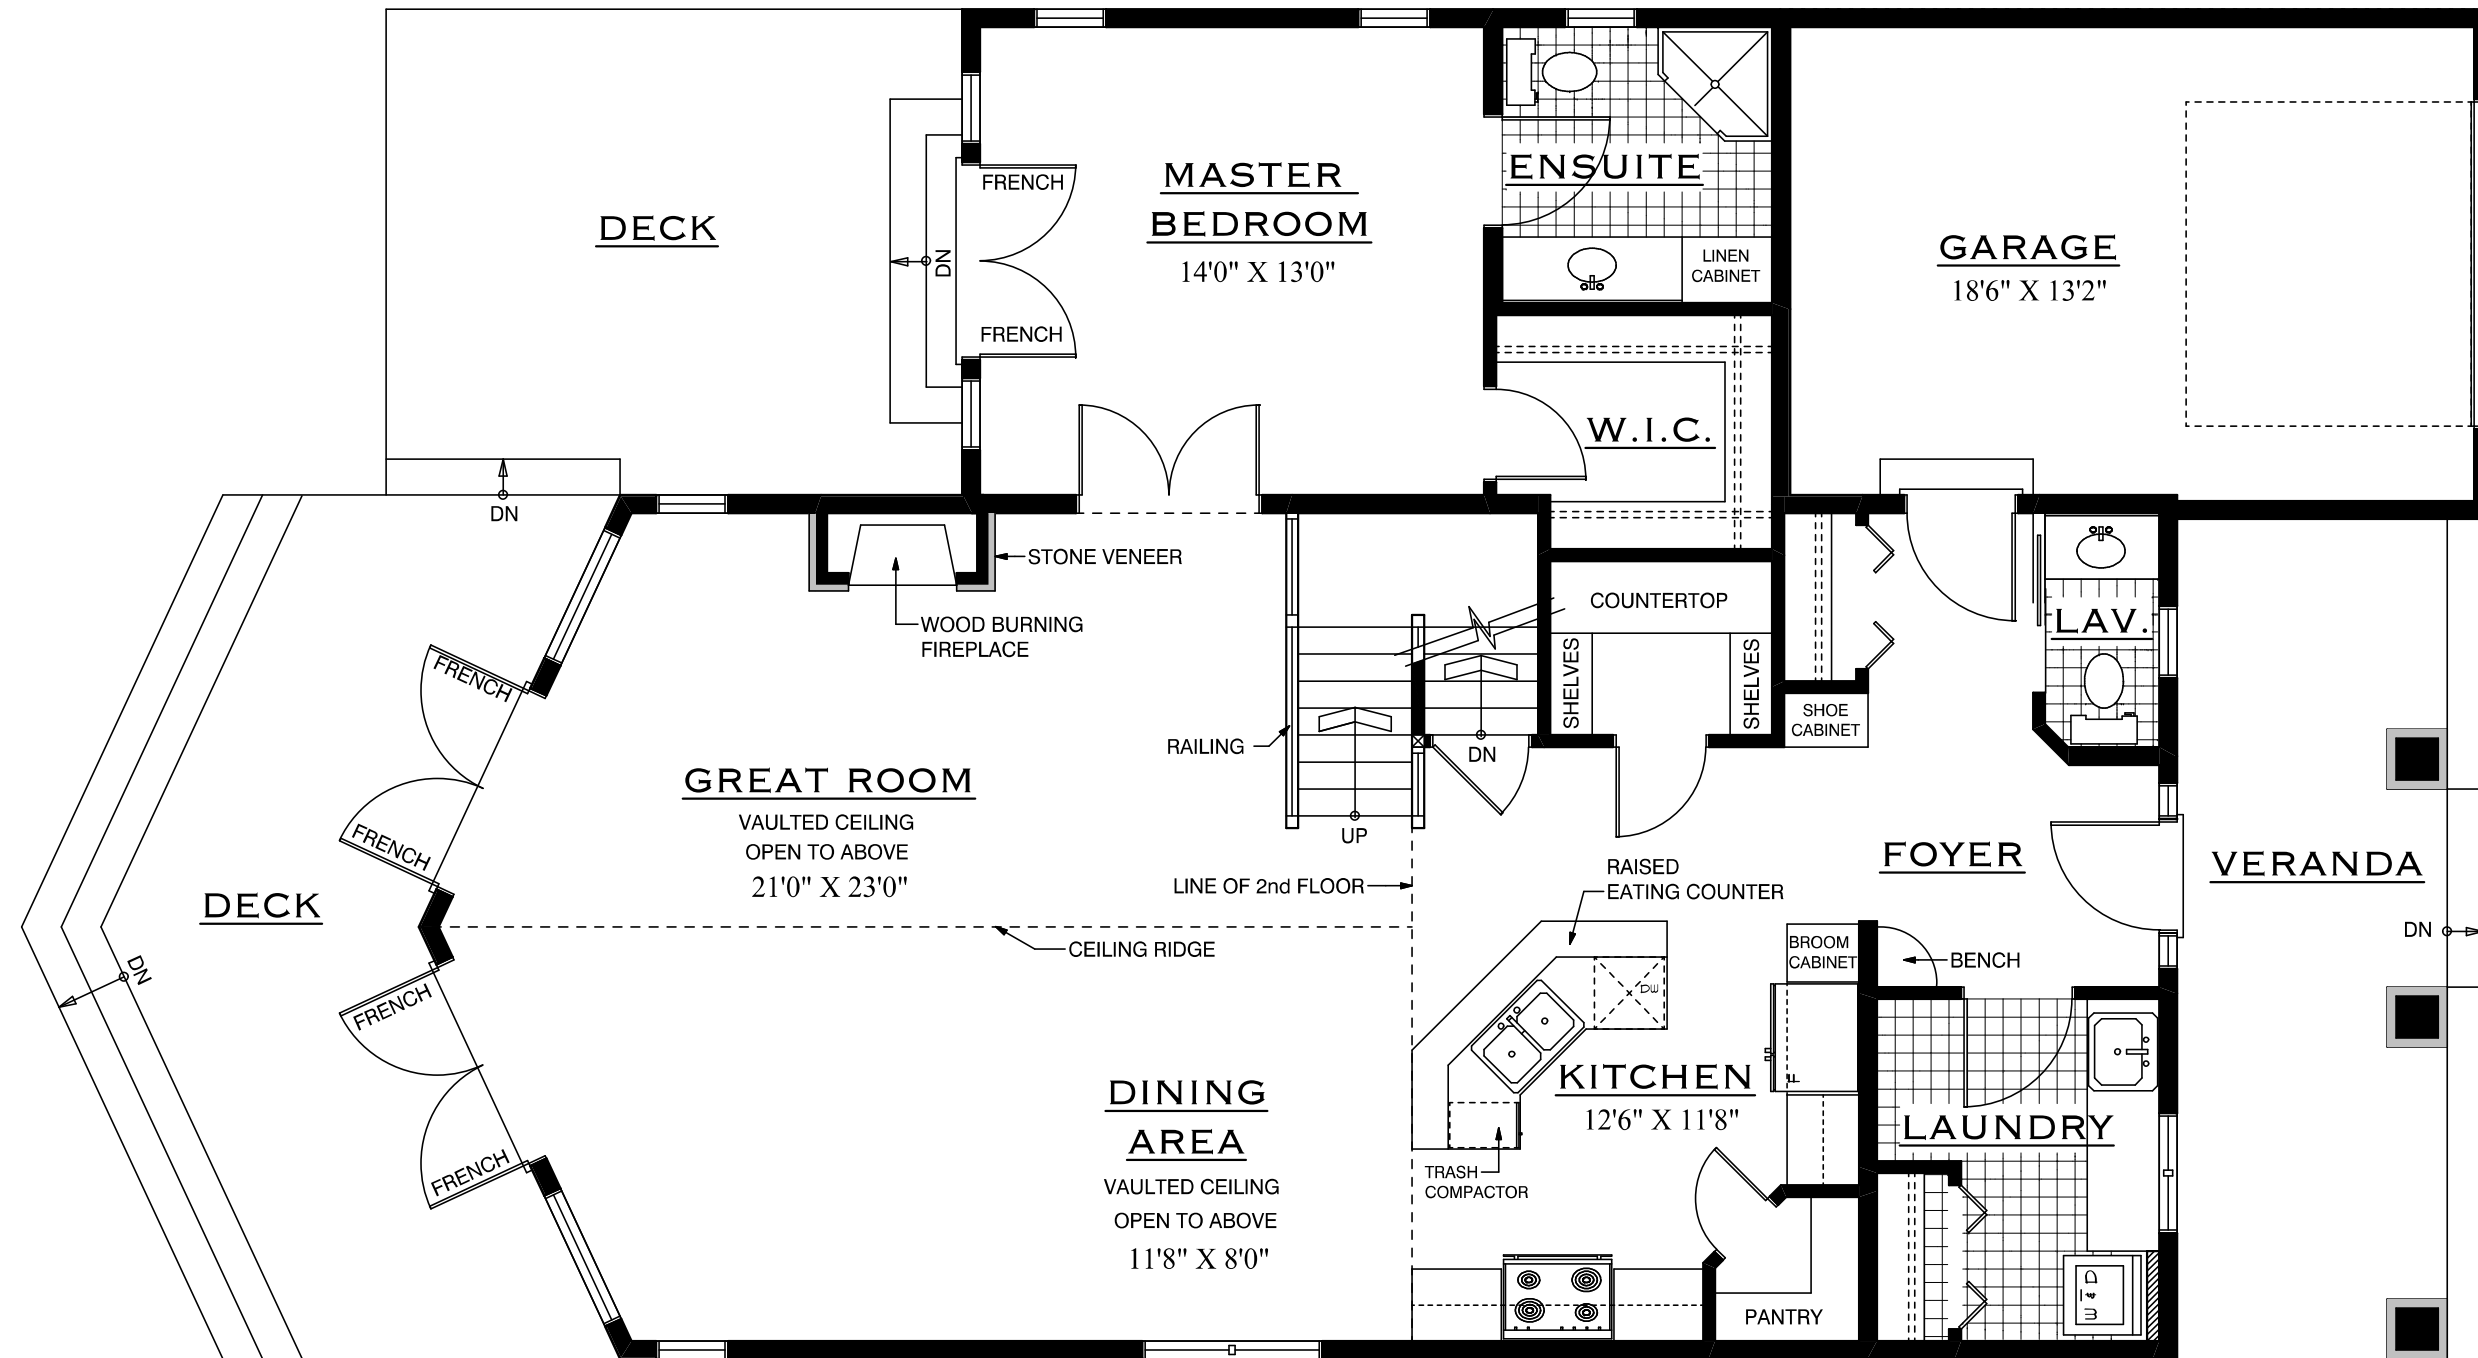 DECK
DN
FRENCH
FRENCH
MASTER
BEDROOM
14'0" X 13'0"
ENSUITE
LINEN
CABINET
GARAGE
18'6" X 13'2"
W.I.C.
DN
STONE VENEER
WOOD BURNING
FIREPLACE
COUNTERTOP
SHELVES
SHELVES
SHOE
CABINET
LAV.
FRENCH
FRENCH
RAILING
DN
UP
GREAT ROOM
VAULTED CEILING
OPEN TO ABOVE
21'0" X 23'0"
LINE OF 2nd FLOOR
RAISED
EATING COUNTER
FOYER
VERANDA
DN
DECK
DN
CEILING RIDGE
BROOM
CABINET
BENCH
FRENCH
FRENCH
DW
F
KITCHEN
12'6" X 11'8"
DINING
AREA
VAULTED CEILING
OPEN TO ABOVE
11'8" X 8'0"
TRASH
COMPACTOR
LAUNDRY
PANTRY
W+D